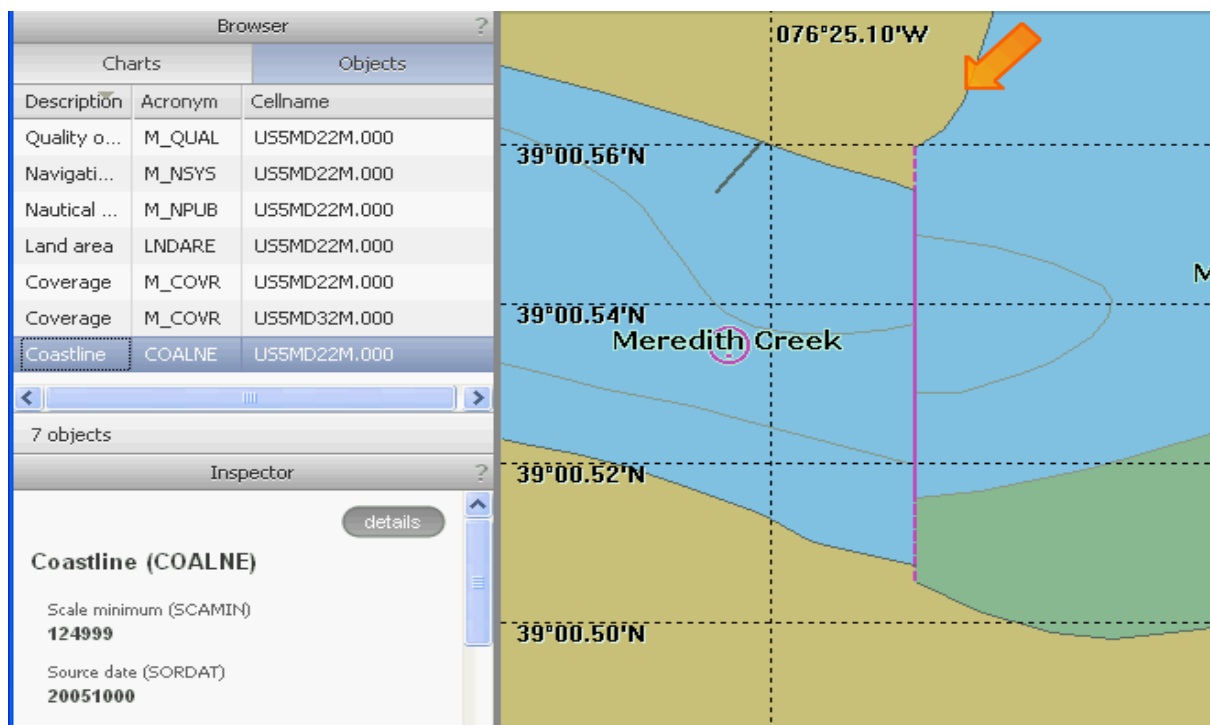 Browser ?
Charts Objects
Description Acronym Cellname
Quality o... M_QUAL US5MD22M.000
Navigati... M_NSYS US5MD22M.000
Nautical ... M_NPUB US5MD22M.000
Land area LNDARE US5MD22M.000
Coverage M_COVR US5MD22M.000
Coverage M_COVR US5MD32M.000
Coastline COALNE US5MD22M.000
7 objects
Inspector ?
details
Coastline (COALNE)
Scale minimum (SCAMIN)
124999
Source date (SORDAT)
20051000
076°25.10'W
39°00.56'N
39°00.54'N
Meredith Creek
M
39°00.52'N
39°00.50'N